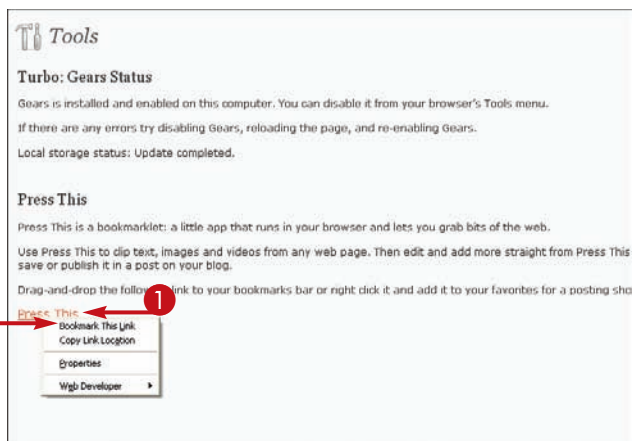 Tools
Turbo: Gears Status
Gears is installed and enabled on this computer. You can disable it from your browser's Tools menu.
If there are any errors try disabling Gears, reloading the page, and re-enabling Gears.
Local storage status: Update completed.
Press This
Press This is a bookmarklet: a little app that runs in your browser and lets you grab bits of the web.
Use Press This to clip text, images and videos from any web page. Then edit and add more straight from Press This
save or publish it in a post on your blog.
Drag-and-drop the link to your bookmarks bar or right click it and add it to your favorites for a posting sho
Press This
1
Bookmark This Link
Copy Link Location
Properties
Web Developer